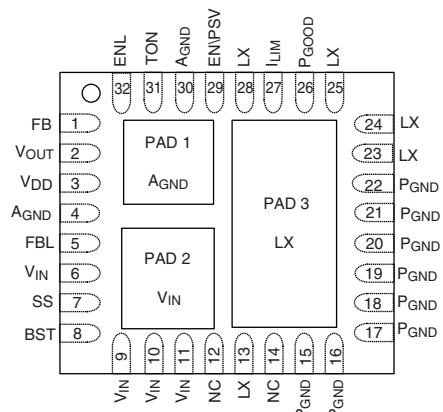 ENL
TON
AGND
EN\PSV
LX
ILIM
PGOOD
LX
32
31
30
29
28
27
26
25
FB 1
VOUT 2
VDD 3
AGND 4
FBL 5
VIN 6
SS 7
BST 8
PAD 1
AGND
PAD 2
VIN
PAD 3
LX
24 LX
23 LX
22 PGND
21 PGND
20 PGND
19 PGND
18 PGND
17 PGND
9
10
11
12
13
14
15
16
VIN
VIN
VIN
NC
LX
NC
PGND
PGND